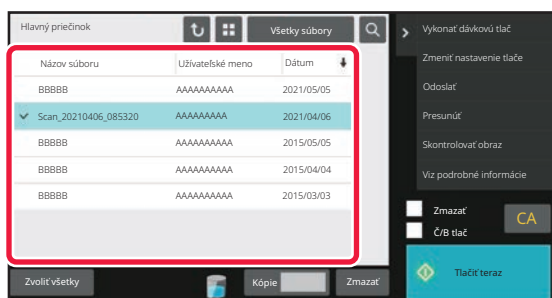 Hlavný priečinok
Všetky súbory
Názov súboru Užívateľské meno Dátum
BBBBB AAAAAAAAAA 2021/05/05
Scan_20210406_085320 AAAAAAAAA 2021/04/06
BBBBB AAAAAAAAAA 2015/05/05
BBBBB AAAAAAAAAA 2015/04/04
BBBBB AAAAAAAAAA 2015/03/03
Zvoliť všetky
Kópie
Zmazať
Vykonať dávkovú tlač
Zmeniť nastavenie tlače
Odoslať
Presunúť
Skontrolovať obraz
Viz podrobné informácie
Zmazať
Č/B tlač
CA
Tlačiť teraz